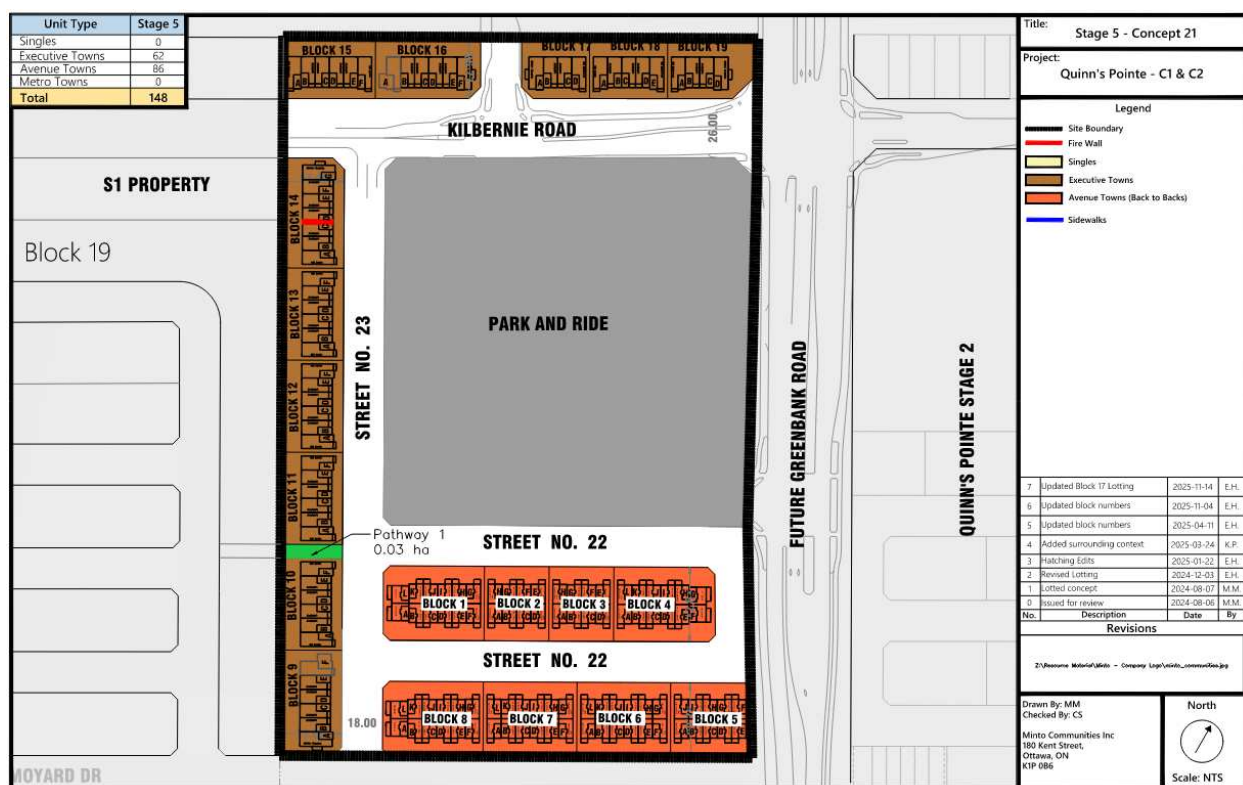 Unit Type Stage 5
Singles 0
Executive Towns 62
Avenue Towns 86
Metro Towns 0
Total 148
BLOCK 15
BLOCK 16
BLOCK 17
BLOCK 18
BLOCK 19
KILBERNIE ROAD
26.00
S1 PROPERTY
Block 19
BLOCK 14
BLOCK 13
BLOCK 12
BLOCK 11
BLOCK 10
BLOCK 9
STREET NO. 23
PARK AND RIDE
FUTURE GREENBANK ROAD
QUINN'S POINTE STAGE 2
Pathway 1
0.03 ha
STREET NO. 22
BLOCK 1
BLOCK 2
BLOCK 3
BLOCK 4
STREET NO. 22
BLOCK 8
BLOCK 7
BLOCK 6
BLOCK 5
18.00
MOYARD DR
Title:
Stage 5 - Concept 21
Project:
Quinn's Pointe - C1 & C2
Legend
Site Boundary
Fire Wall
Singles
Executive Towns
Avenue Towns (Back to Backs)
Sidewalks
7 Updated Block 17 Lotting 2025-11-14 E.H.
6 Updated block numbers 2025-11-04 E.H.
5 Updated block numbers 2025-04-11 E.H.
4 Added surrounding context 2025-03-24 K.P.
3 Hatching Edits 2025-01-22 E.H.
2 Revised Lotting 2024-12-03 E.H.
1 Lotted concept 2024-08-07 M.M.
0 Issued for review 2024-08-06 M.M.
No. Description Date By
Revisions
Z:\Resource Material\Minto - Company Logo\minto_communities.jpg
Drawn By: MM
Checked By: CS
Minto Communities Inc
180 Kent Street,
Ottawa, ON
K1P 0B6
North
Scale: NTS